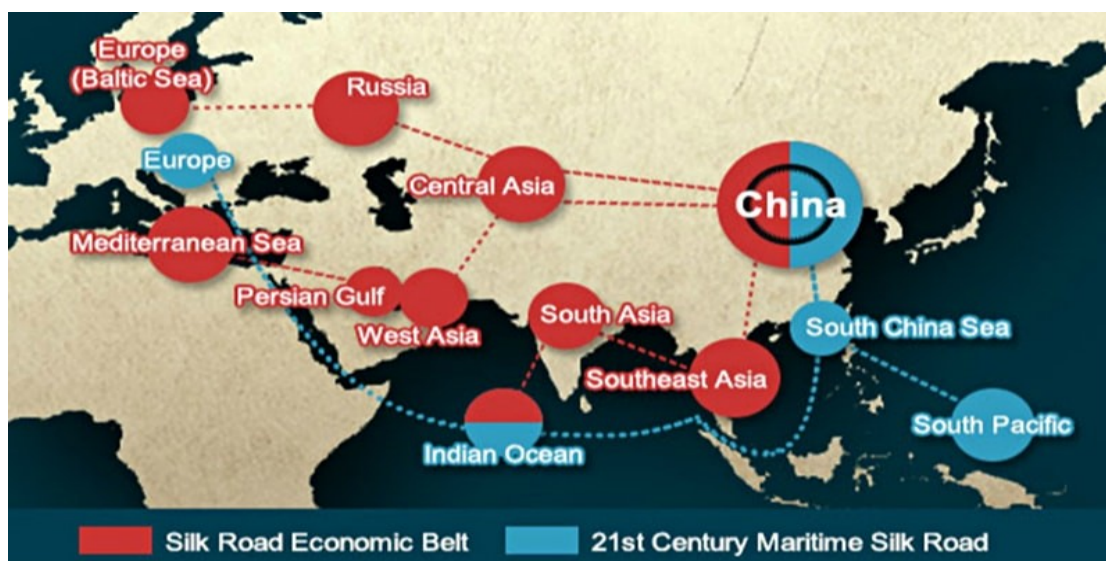 Europe
(Baltic Sea)
Russia
Europe
Central Asia
China
Mediterranean Sea
Persian Gulf
West Asia
South Asia
South China Sea
Southeast Asia
South Pacific
Indian Ocean
Silk Road Economic Belt
21st Century Maritime Silk Road